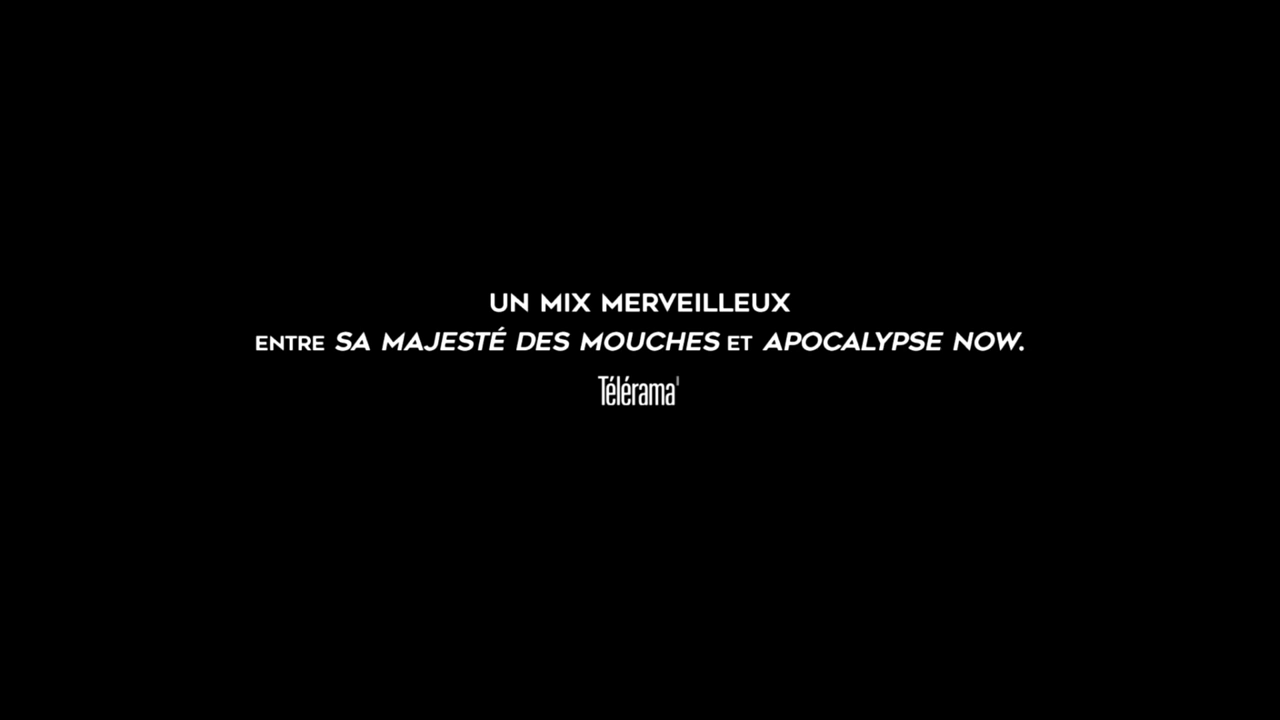 UN MIX MERVEILLEUX
ENTRE SA MAJESTÉ DES MOUCHES ET APOCALYPSE NOW.
Télérama'